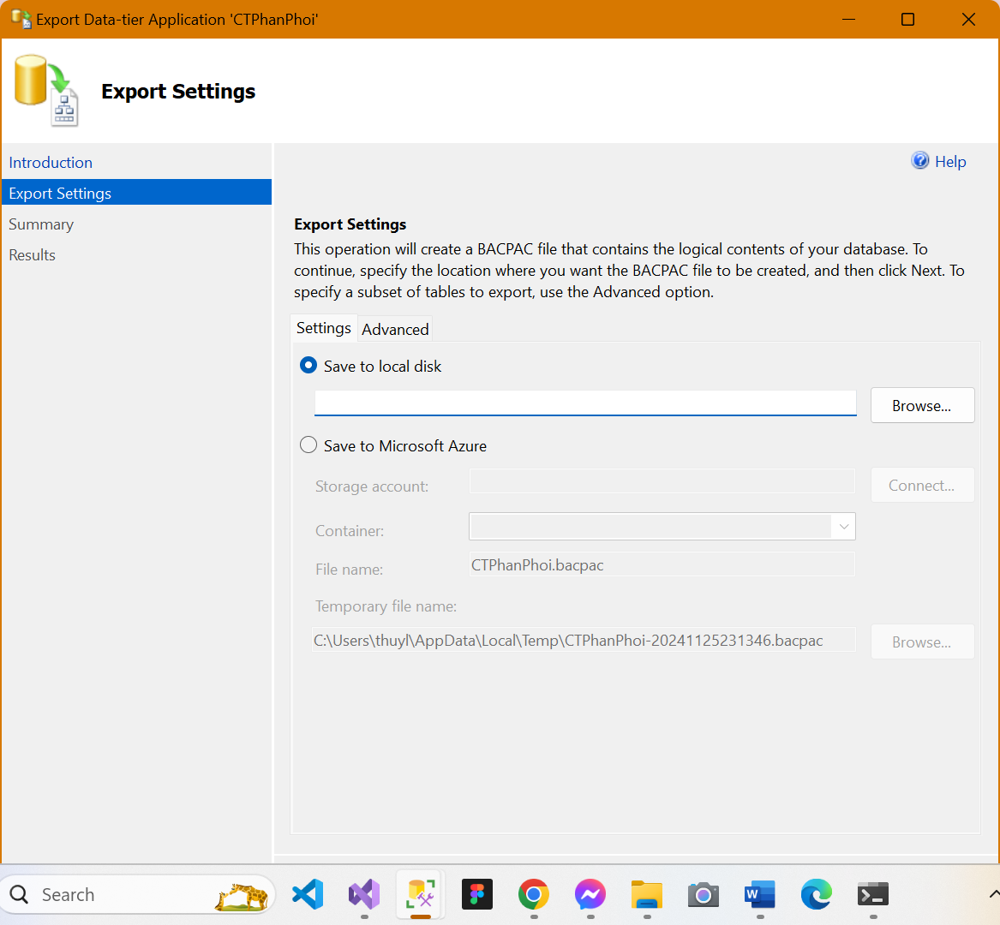 Export Data-tier Application 'CTPhanPhoi'
Export Settings
Introduction
Export Settings
Summary
Results
Help
Export Settings
This operation will create a BACPAC file that contains the logical contents of your database. To
continue, specify the location where you want the BACPAC file to be created, and then click Next. To
specify a subset of tables to export, use the Advanced option.
Settings Advanced
Save to local disk
Browse...
Save to Microsoft Azure
Storage account:
Connect...
Container:
File name: CTPhanPhoi.bacpac
Temporary file name:
C:\Users\thuyl\AppData\Local\Temp\CTPhanPhoi-20241125231346.bacpac
Browse...
Search